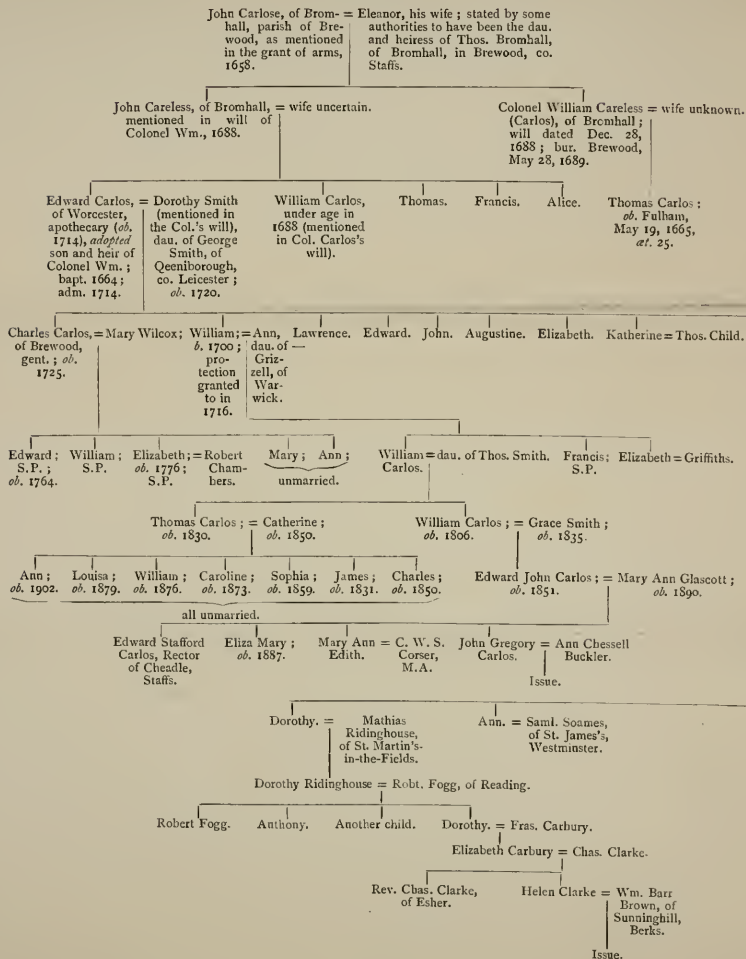 John Carlose, of Brom- = Eleanor, his wife ; stated by some
hall, parish of Bre- authorities to have been the dau.
wood, as mentioned and heiress of Thos. Bromhall,
in the grant of arms, of Bromhall, in Brewood, co.
1658. Staffs.
John Careless, of Bromhall, = wife uncertain.
mentioned in will of
Colonel Wm., 1688.
Colonel William Careless = wife unknown.
(Carlos), of Bromhall ;
will dated Dec. 28,
1688 ; bur. Brewood,
May 28, 1689.
Edward Carlos, = Dorothy Smith
of Worcester, (mentioned in
apothecary (ob. the Col.'s will),
1714), adopted dau. of George
son and heir of Smith, of
Colonel Wm. ; Qeeniborough,
bapt. 1664 ; co. Leicester ;
adm. 1714. ob. 1720.
William Carlos,
under age in
1688 (mentioned
in Col. Carlos's
will).
Thomas. Francis. Alice.
Thomas Carlos ;
ob. Fulham,
May 19, 1665,
æt. 25.
Charles Carlos, = Mary Wilcox ;
of Brewood,
gent. ; ob.
1725.
William ; = Ann,
b. 1700 ; dau. of —
pro- Griz-
tection zell, of
granted War-
to in wick.
1716.
Lawrence. Edward. John. Augustine. Elizabeth. Katherine = Thos. Child.
Edward ; William ; Elizabeth ; = Robert Mary ; Ann ;
S.P. ; S.P. ob. 1776 ; Cham- unmarried.
ob. 1764. S.P. bers.
William = dau. of Thos. Smith. Francis ; Elizabeth = Griffiths.
Carlos. S.P.
Thomas Carlos ; = Catherine ; William Carlos ; = Grace Smith ;
ob. 1830. ob. 1850. ob. 1806. ob. 1835.
Ann ; Louisa ; William ; Caroline ; Sophia ; James ; Charles ;
ob. 1902. ob. 1879. ob. 1876. ob. 1873. ob. 1859. ob. 1831. ob. 1850.
all unmarried.
Edward John Carlos ; = Mary Ann Glascott ;
ob. 1851. ob. 1890.
Edward Stafford Eliza Mary ; Mary Ann = C. W. S. John Gregory = Ann Chessell
Carlos, Rector ob. 1887. Edith. Corser, Carlos. Buckler.
of Cheadle, M.A.
Staffs. Issue.
Dorothy. = Mathias Ann. = Saml. Soames,
Ridinghouse, of St. James's,
of St. Martin's- Westminster.
in-the-Fields.
Dorothy Ridinghouse = Robt. Fogg, of Reading.
Robert Fogg. Anthony. Another child. Dorothy. = Fras. Carbury.
Elizabeth Carbury = Chas. Clarke.
Rev. Chas. Clarke, Helen Clarke = Wm. Barr
of Esher. Brown, of
Sunninghill,
Berks.
Issue.